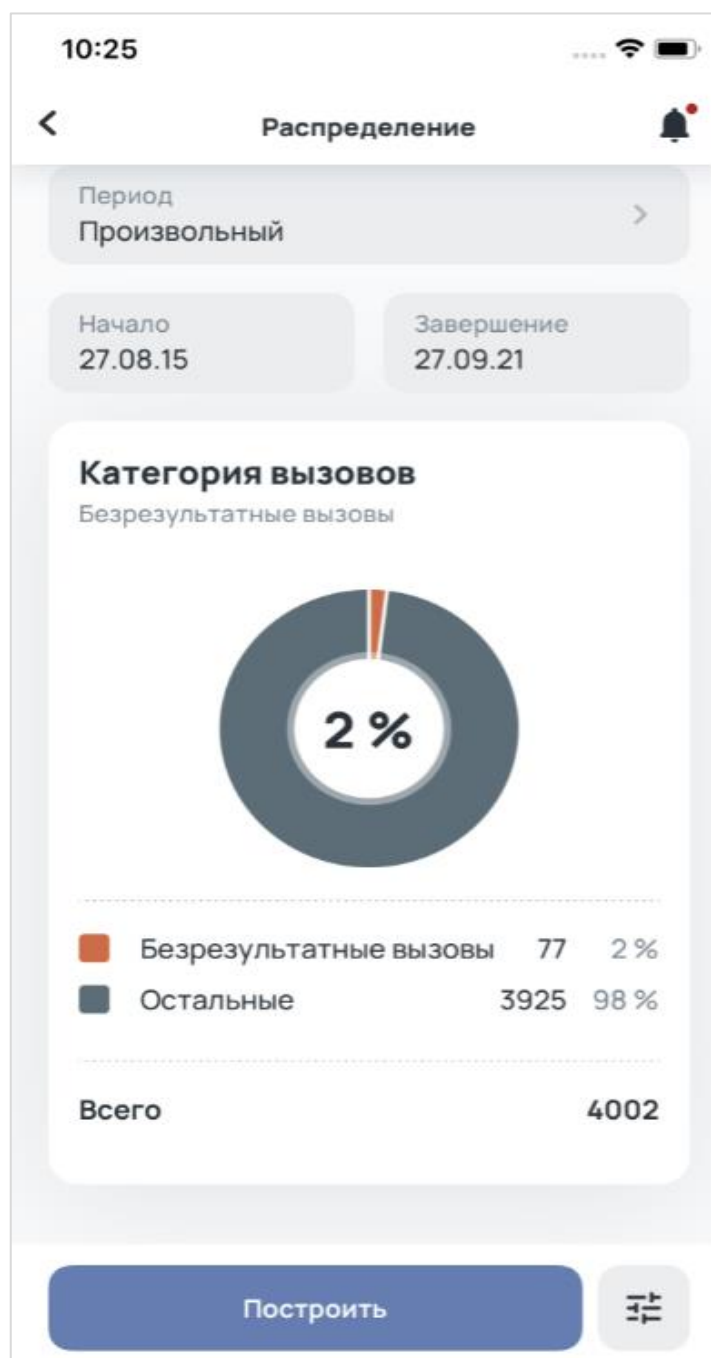 10:25
Распределение
Период
Произвольный
Начало
Завершение
27.08.15
27.09.21
Категория вызовов
Безрезультатные вызовы
2 %
Безрезультатные вызовы 77 2 %
Остальные 3925 98 %
Всего 4002
Построить